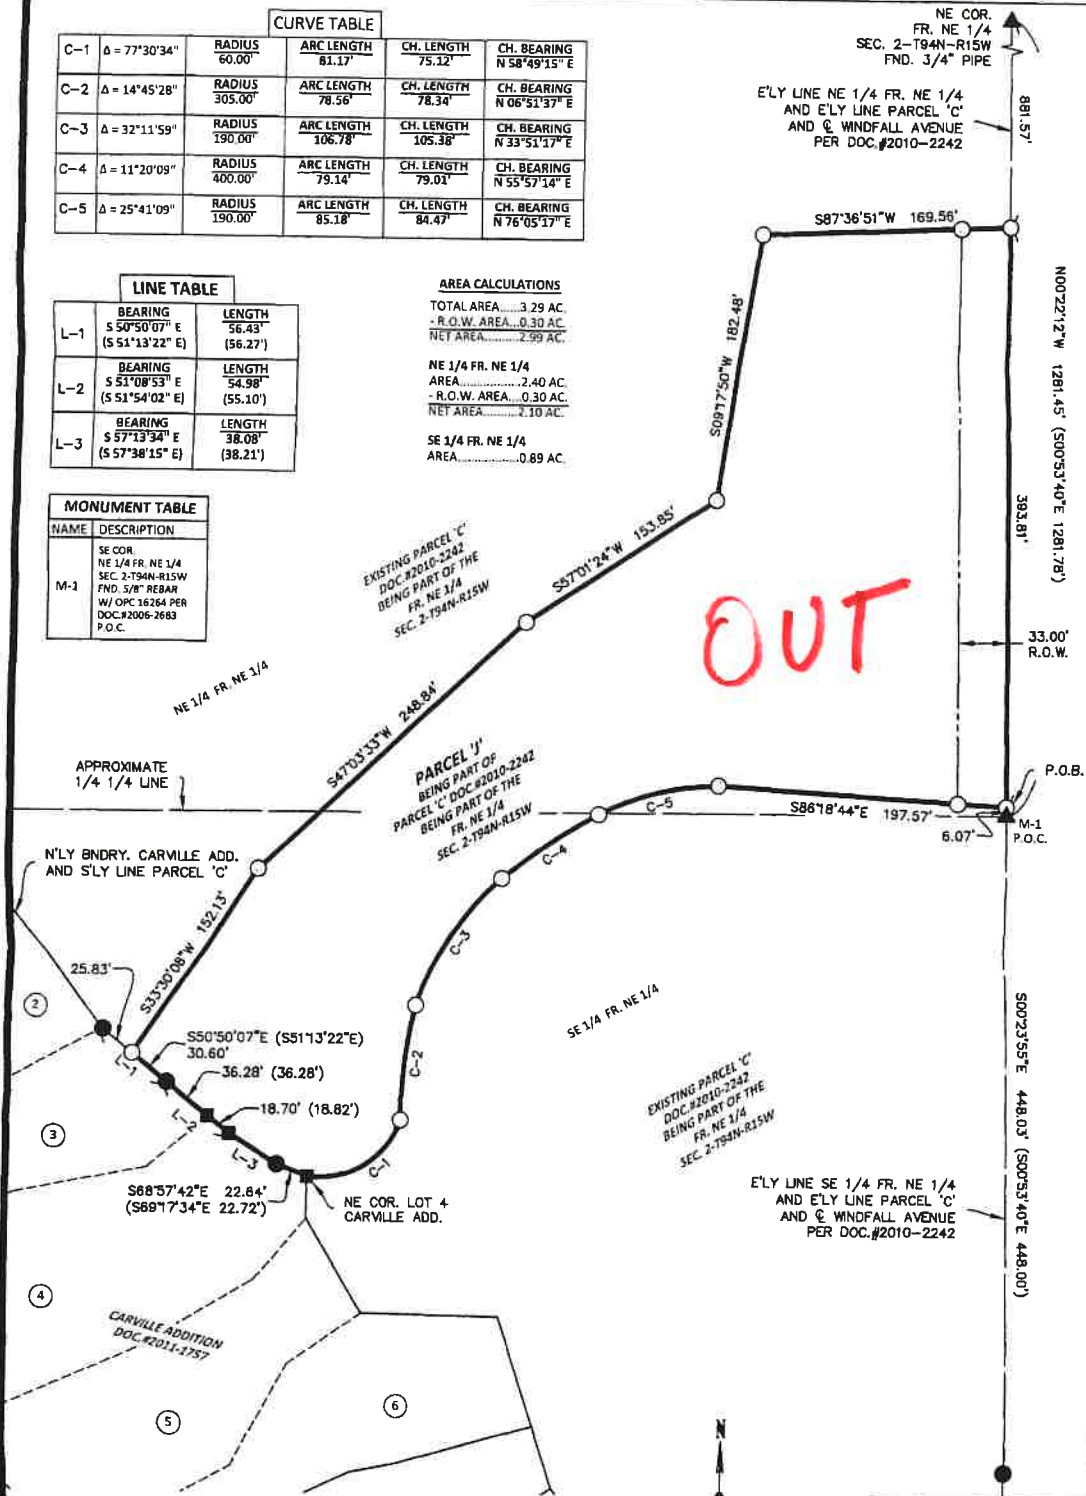 CURVE TABLE
C-1 Δ = 77°30'34" RADIUS 60.00' ARC LENGTH 81.17' CH. LENGTH 75.12' CH. BEARING N 58°49'15" E
C-2 Δ = 14°45'28" RADIUS 305.00' ARC LENGTH 78.56' CH. LENGTH 78.34' CH. BEARING N 06°51'37" E
C-3 Δ = 32°11'59" RADIUS 190.00' ARC LENGTH 106.78' CH. LENGTH 105.38' CH. BEARING N 33°51'17" E
C-4 Δ = 11°20'09" RADIUS 400.00' ARC LENGTH 79.14' CH. LENGTH 79.01' CH. BEARING N 55°57'14" E
C-5 Δ = 25°41'09" RADIUS 190.00' ARC LENGTH 85.18' CH. LENGTH 84.47' CH. BEARING N 76°05'17" E
NE COR.
FR. NE 1/4
SEC. 2-T94N-R15W
FND. 3/4" PIPE
E'LY LINE NE 1/4 FR. NE 1/4
AND E'LY LINE PARCEL 'C'
AND ℄ WINDFALL AVENUE
PER DOC.#2010-2242
881.57'
S87°36'51"W 169.56'
LINE TABLE
L-1 BEARING S 50°50'07" E (S 51°13'22" E) LENGTH 56.43' (56.27')
L-2 BEARING S 51°08'53" E (S 51°54'02" E) LENGTH 54.98' (55.10')
L-3 BEARING S 57°13'34" E (S 57°38'15" E) LENGTH 38.08' (38.21')
AREA CALCULATIONS
TOTAL AREA......3.29 AC.
- R.O.W. AREA...0.30 AC.
NET AREA..........2.99 AC.
NE 1/4 FR. NE 1/4
AREA................2.40 AC.
- R.O.W. AREA....0.30 AC.
NET AREA..........2.10 AC.
SE 1/4 FR. NE 1/4
AREA................0.89 AC.
S09°17'50"W 182.48'
N00°22'12"W 1281.45' (S00°53'40"E 1281.78')
393.81'
MONUMENT TABLE
NAME DESCRIPTION
M-1
SE COR.
NE 1/4 FR. NE 1/4
SEC. 2-T94N-R15W
FND. 5/8" REBAR
W/ OPC 16264 PER
DOC.#2006-2683
P.O.C.
EXISTING PARCEL 'C'
DOC.#2010-2242
BEING PART OF THE
FR. NE 1/4
SEC. 2-T94N-R15W
S57°01'24"W 153.85'
OUT
33.00'
R.O.W.
NE 1/4 FR. NE 1/4
S47°03'33"W 248.84'
APPROXIMATE
1/4 1/4 LINE
PARCEL 'J'
BEING PART OF
PARCEL 'C' DOC.#2010-2242
BEING PART OF THE
FR. NE 1/4
SEC. 2-T94N-R15W
P.O.B.
C-5
S86°18'44"E 197.57'
6.07'
M-1
P.O.C.
C-4
N'LY BNDRY. CARVILLE ADD.
AND S'LY LINE PARCEL 'C'
S33°30'08"W 152.13'
C-3
25.83'
2
SE 1/4 FR. NE 1/4
S50°50'07"E (S51°13'22"E)
30.60'
L-1
36.28' (36.28')
C-2
18.70' (18.82')
L-2
3
L-3
C-1
EXISTING PARCEL 'C'
DOC.#2010-2242
BEING PART OF THE
FR. NE 1/4
SEC. 2-T94N-R15W
S00°23'55"E 448.03' (S00°53'40"E 448.00')
S68°57'42"E 22.84'
(S69°17'34"E 22.72')
NE COR. LOT 4
CARVILLE ADD.
E'LY LINE SE 1/4 FR. NE 1/4
AND E'LY LINE PARCEL 'C'
AND ℄ WINDFALL AVENUE
PER DOC.#2010-2242
4
CARVILLE ADDITION
DOC.#2011-1757
5
6
N